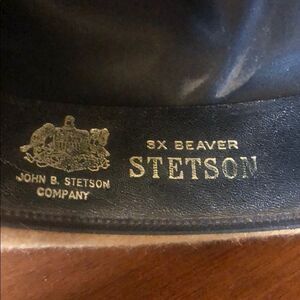 JOHN B. STETSON
COMPANY
3X BEAVER
STETSON